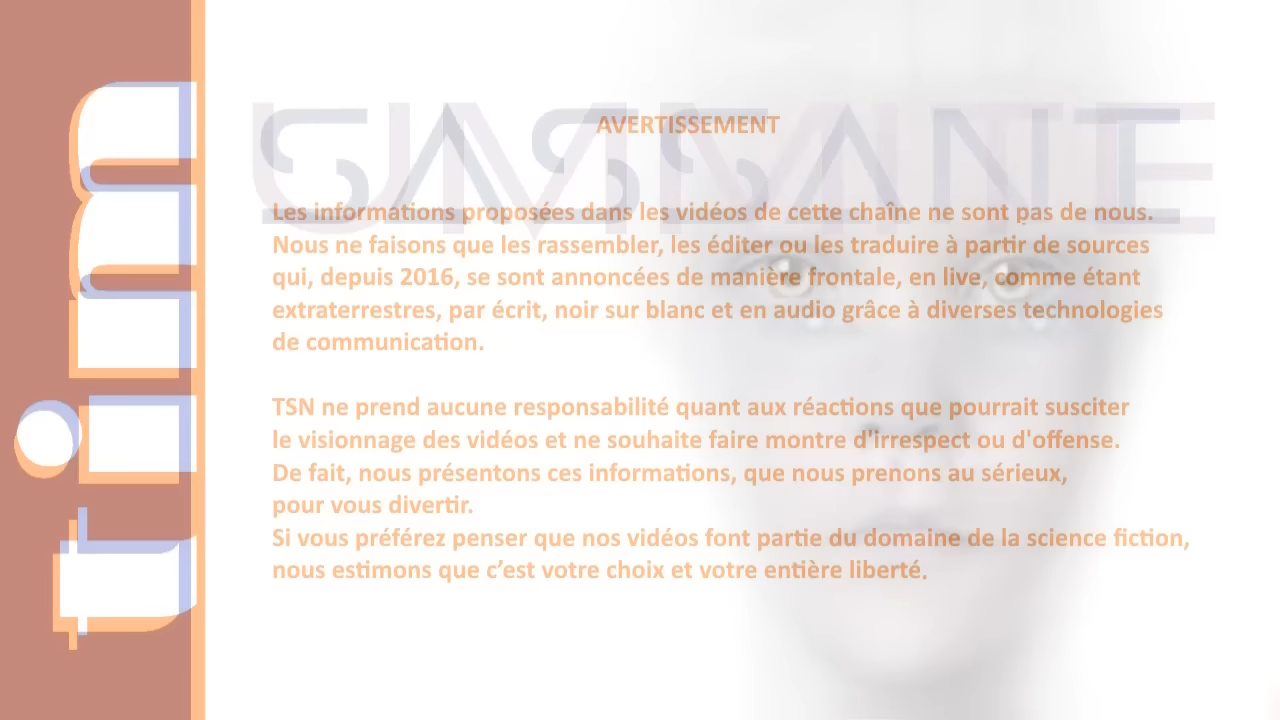 tim
AVERTISSEMENT
Les informations proposées dans les vidéos de cette chaîne ne sont pas de nous.
Nous ne faisons que les rassembler, les éditer ou les traduire à partir de sources
qui, depuis 2016, se sont annoncées de manière frontale, en live, comme étant
extraterrestres, par écrit, noir sur blanc et en audio grâce à diverses technologies
de communication.
TSN ne prend aucune responsabilité quant aux réactions que pourrait susciter
le visionnage des vidéos et ne souhaite faire montre d'irrespect ou d'offense.
De fait, nous présentons ces informations, que nous prenons au sérieux,
pour vous divertir.
Si vous préférez penser que nos vidéos font partie du domaine de la science fiction,
nous estimons que c’est votre choix et votre entière liberté.